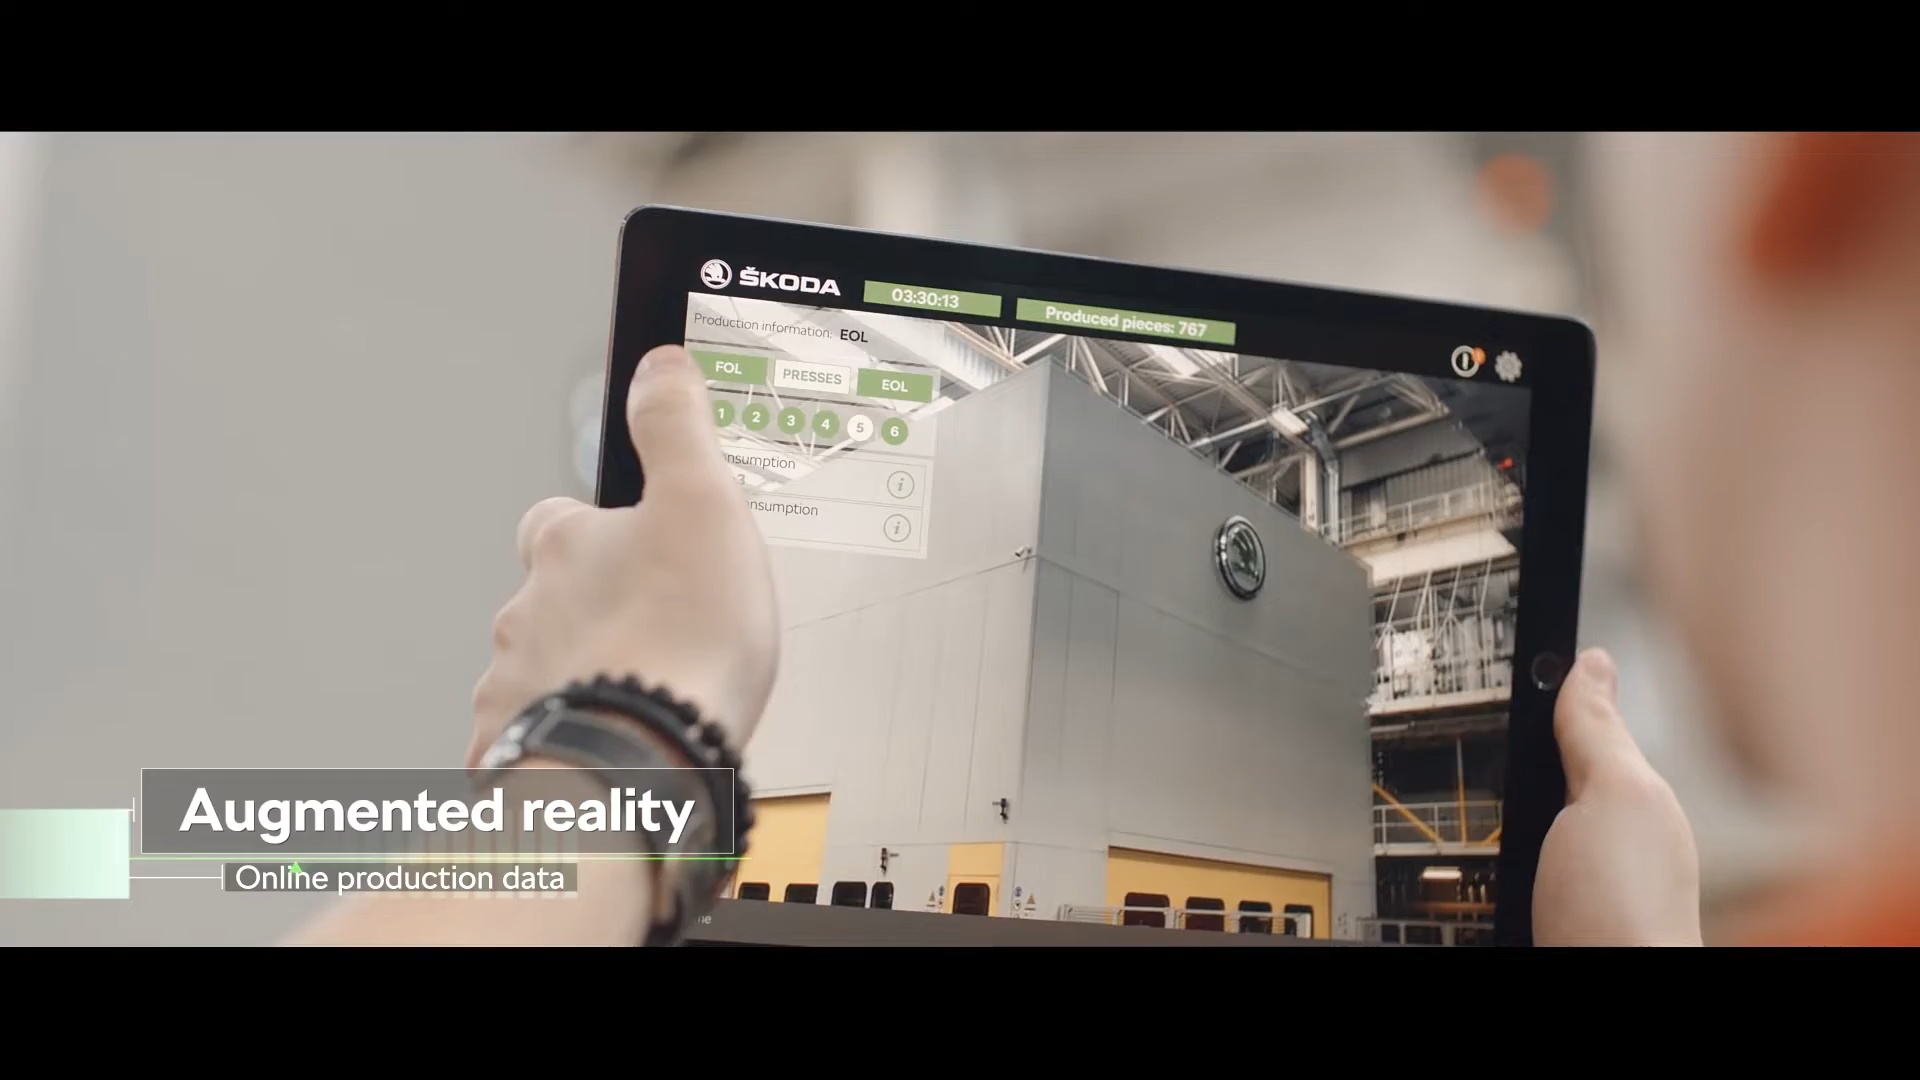 ŠKODA
03:30:13
Produced pieces: 767
Production information: EOL
FOL
PRESSES
EOL
1 2 3 4 5 6
nsumption
3
nsumption
Augmented reality
Online production data